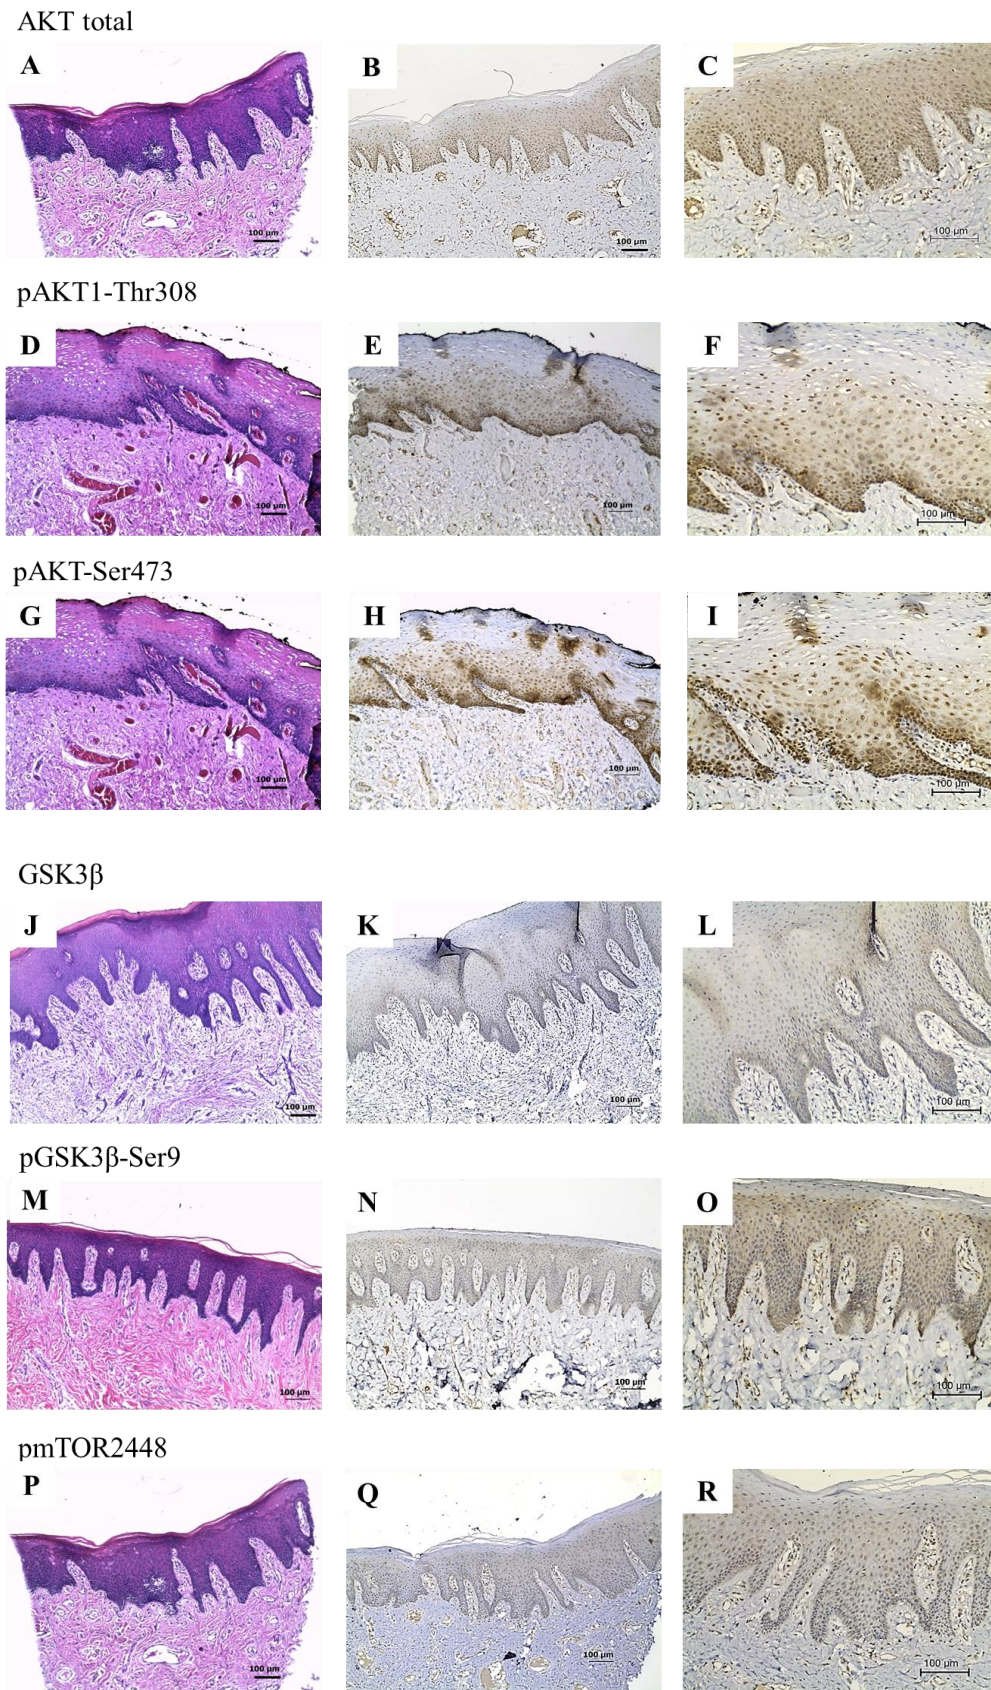 AKT total
A B C
100 µm 100 µm 100 µm
pAKT1-Thr308
D E F
100 µm 100 µm 100 µm
pAKT-Ser473
G H I
100 µm 100 µm 100 µm
GSK3β
J K L
100 µm 100 µm 100 µm
pGSK3β-Ser9
M N O
100 µm 100 µm 100 µm
pmTOR2448
P Q R
100 µm 100 µm 100 µm